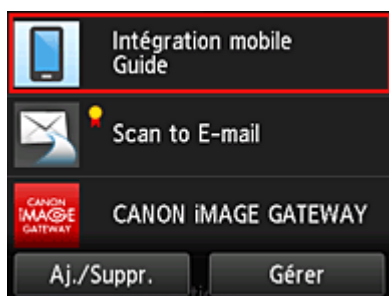 Intégration mobile
Guide
Scan to E-mail
CANON
iMAGE
GATEWAY
CANON iMAGE GATEWAY
Aj./Suppr.
Gérer